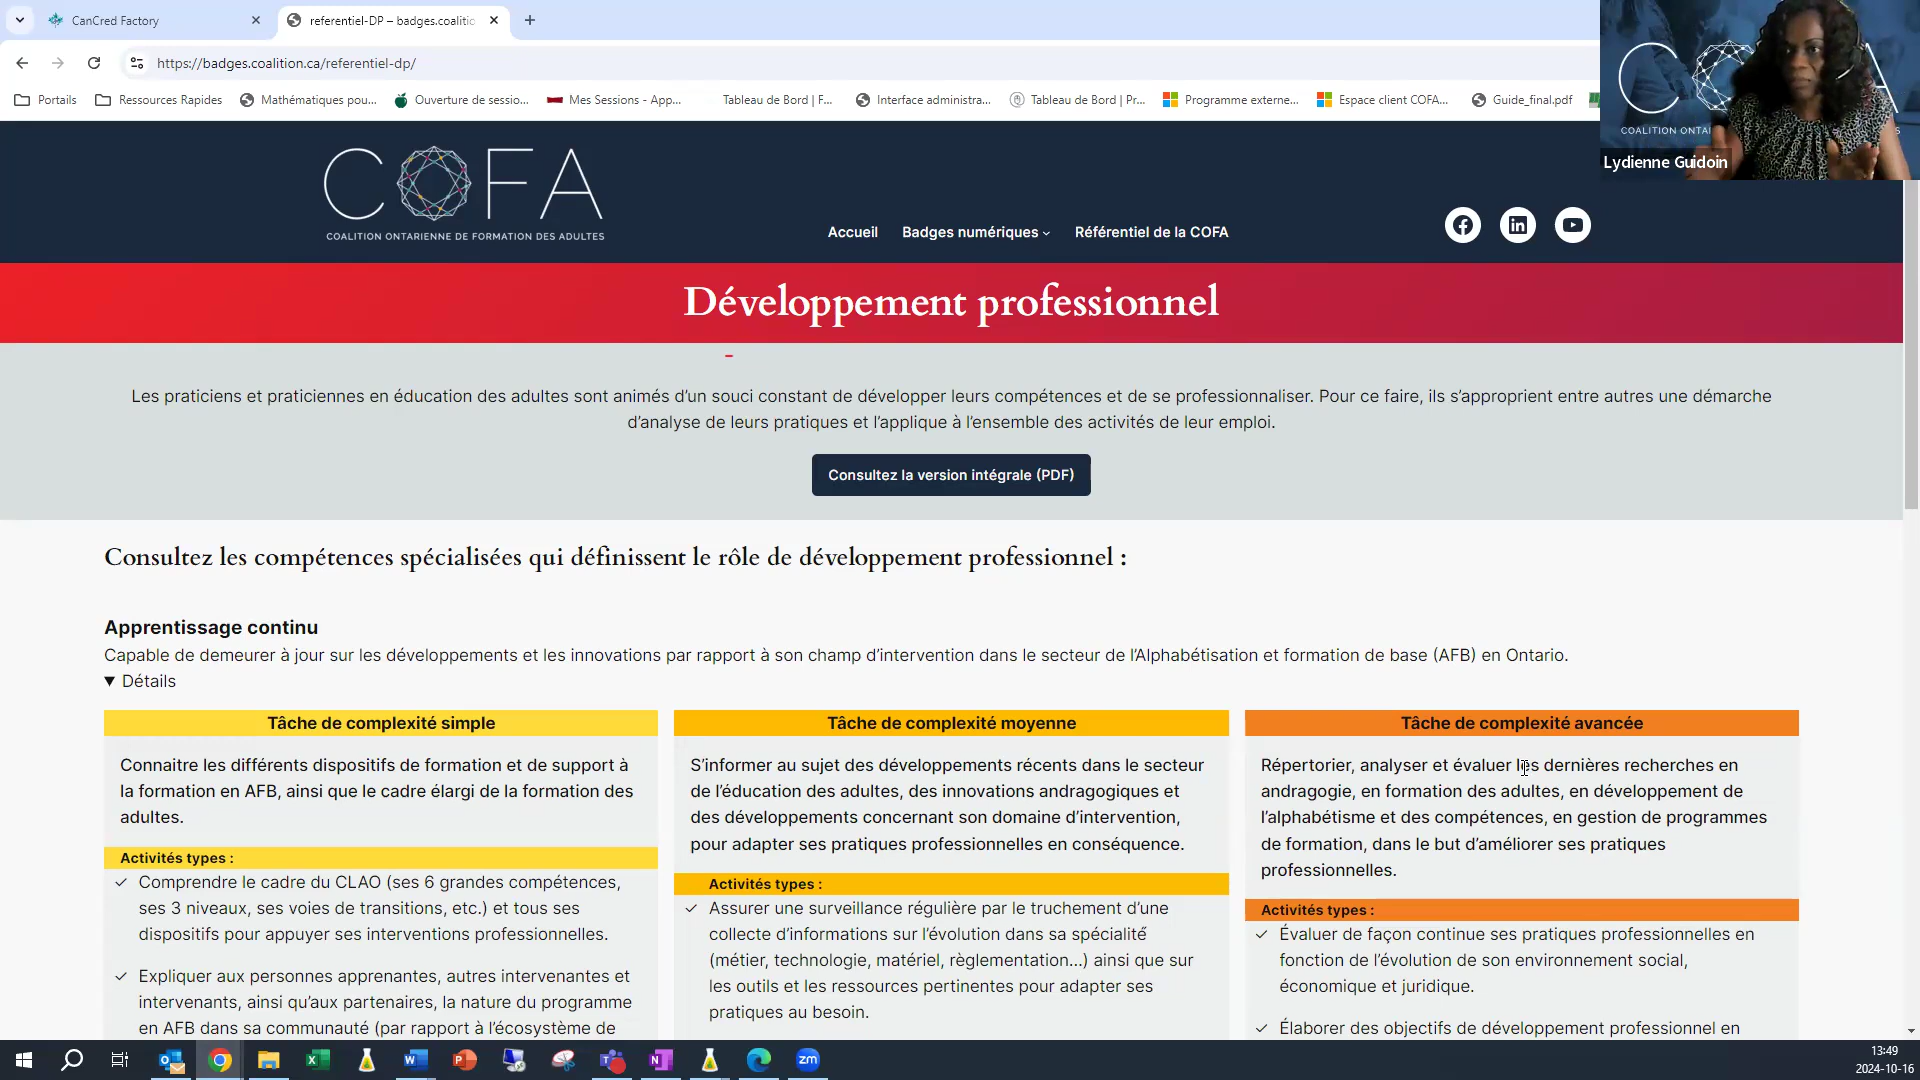 CanCred Factory
referentiel-DP – badges.coalitio
https://badges.coalition.ca/referentiel-dp/
Portails
Ressources Rapides
Mathématiques pou...
Ouverture de sessio...
Mes Sessions - App...
Tableau de Bord | F...
Interface administra...
Tableau de Bord | Pr...
Programme externe...
Espace client COFA...
Guide_final.pdf
Lydienne Guidoin
COFA
COALITION ONTARIENNE DE FORMATION DES ADULTES
Accueil
Badges numériques
Référentiel de la COFA
Développement professionnel
Les praticiens et praticiennes en éducation des adultes sont animés d’un souci constant de développer leurs compétences et de se professionnaliser. Pour ce faire, ils s’approprient entre autres une démarche
d’analyse de leurs pratiques et l’applique à l’ensemble des activités de leur emploi.
Consultez la version intégrale (PDF)
Consultez les compétences spécialisées qui définissent le rôle de développement professionnel :
Apprentissage continu
Capable de demeurer à jour sur les développements et les innovations par rapport à son champ d’intervention dans le secteur de l’Alphabétisation et formation de base (AFB) en Ontario.
▼ Détails
Tâche de complexité simple
Connaitre les différents dispositifs de formation et de support à
la formation en AFB, ainsi que le cadre élargi de la formation des
adultes.
Activités types :
✓ Comprendre le cadre du CLAO (ses 6 grandes compétences,
ses 3 niveaux, ses voies de transitions, etc.) et tous ses
dispositifs pour appuyer ses interventions professionnelles.
✓ Expliquer aux personnes apprenantes, autres intervenantes et
intervenants, ainsi qu’aux partenaires, la nature du programme
en AFB dans sa communauté (par rapport à l’écosystème de
Tâche de complexité moyenne
S’informer au sujet des développements récents dans le secteur
de l’éducation des adultes, des innovations andragogiques et
des développements concernant son domaine d’intervention,
pour adapter ses pratiques professionnelles en conséquence.
Activités types :
✓ Assurer une surveillance régulière par le truchement d’une
collecte d’informations sur l’évolution dans sa spécialité
(métier, technologie, matériel, règlementation...) ainsi que sur
les outils et les ressources pertinentes pour adapter ses
pratiques au besoin.
Tâche de complexité avancée
Répertorier, analyser et évaluer les dernières recherches en
andragogie, en formation des adultes, en développement de
l’alphabétisme et des compétences, en gestion de programmes
de formation, dans le but d’améliorer ses pratiques
professionnelles.
Activités types :
✓ Évaluer de façon continue ses pratiques professionnelles en
fonction de l’évolution de son environnement social,
économique et juridique.
✓ Élaborer des objectifs de développement professionnel en
13:49
2024-10-16